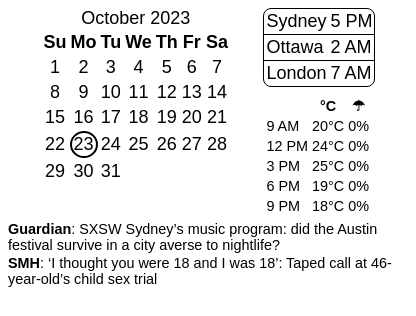 October 2023
Su Mo Tu We Th Fr Sa
1 2 3 4 5 6 7
8 9 10 11 12 13 14
15 16 17 18 19 20 21
22 23 24 25 26 27 28
29 30 31
Sydney 5 PM
Ottawa 2 AM
London 7 AM
°C ☂
9 AM 20°C 0%
12 PM 24°C 0%
3 PM 25°C 0%
6 PM 19°C 0%
9 PM 18°C 0%
Guardian: SXSW Sydney’s music program: did the Austin
festival survive in a city averse to nightlife?
SMH: ‘I thought you were 18 and I was 18’: Taped call at 46-
year-old’s child sex trial